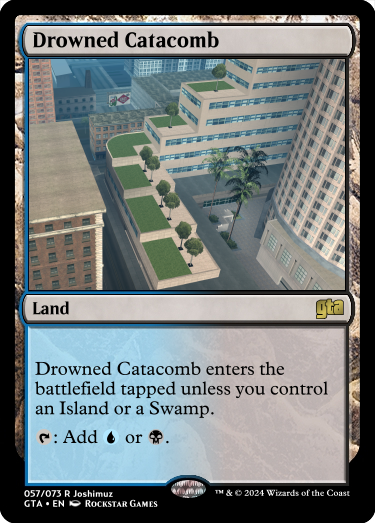 Drowned Catacomb
Land
gta
Drowned Catacomb enters the
battlefield tapped unless you control
an Island or a Swamp.
: Add or .
057/073 R Joshimuz
GTA • EN ROCKSTAR GAMES
™ & © 2024 Wizards of the Coast